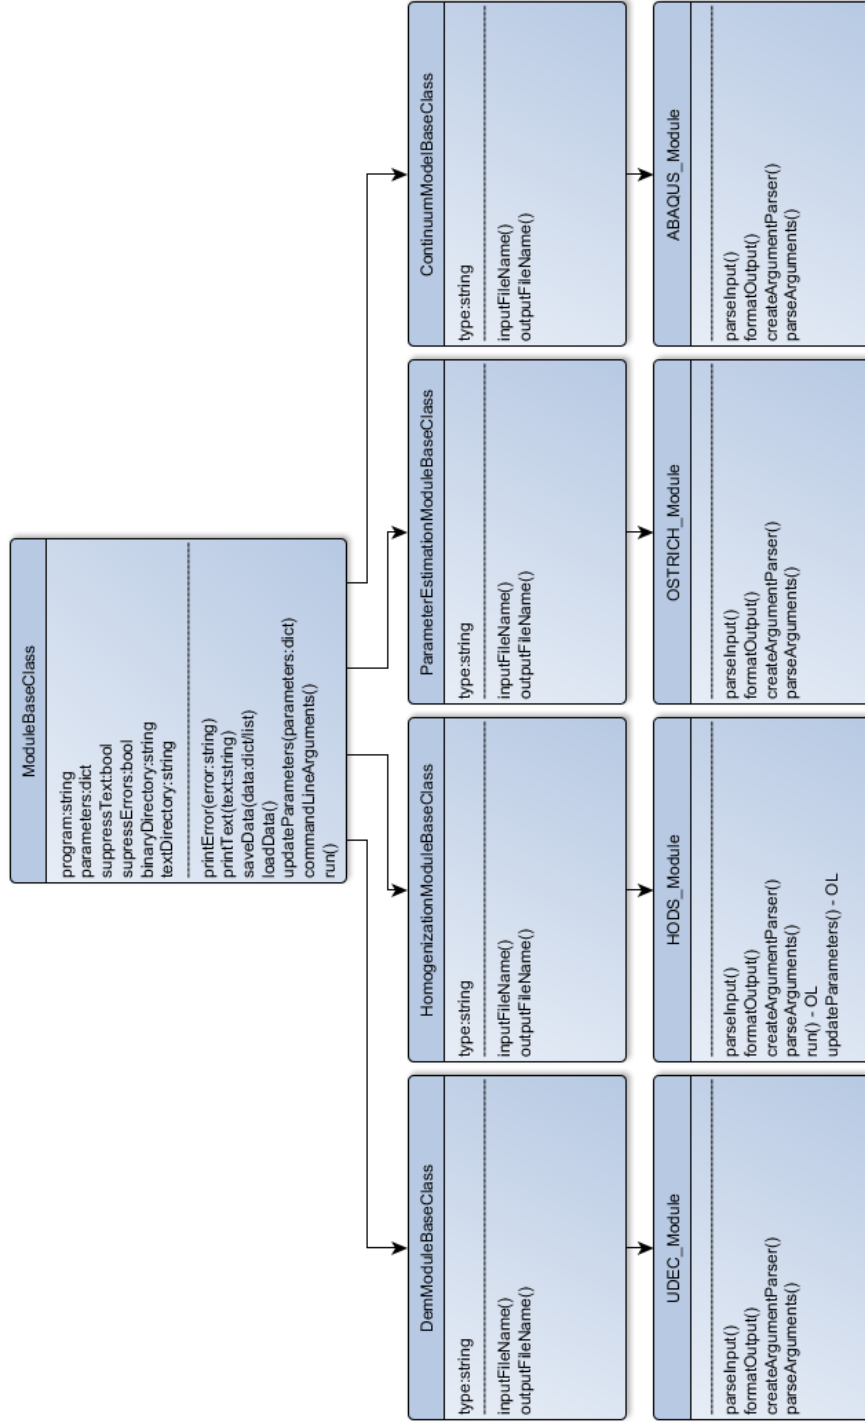 ModuleBaseClass
program:string
parameters:dict
suppressText:bool
supressErrors:bool
binaryDirectory:string
textDirectory:string
printError(error:string)
printText(text:string)
saveData(data:dict/list)
loadData()
updateParameters(parameters:dict)
commandLineArguments()
run()
DemModuleBaseClass
type:string
inputFileName()
outputFileName()
HomogenizationModuleBaseClass
type:string
inputFileName()
outputFileName()
ParameterEstimationModuleBaseClass
type:string
inputFileName()
outputFileName()
ContinuumModelBaseClass
type:string
inputFileName()
outputFileName()
UDEC_Module
parseInput()
formatOutput()
createArgumentParser()
parseArguments()
HODS_Module
parseInput()
formatOutput()
createArgumentParser()
parseArguments()
run() - OL
updateParameters() - OL
OSTRICH_Module
parseInput()
formatOutput()
createArgumentParser()
parseArguments()
ABAQUS_Module
parseInput()
formatOutput()
createArgumentParser()
parseArguments()